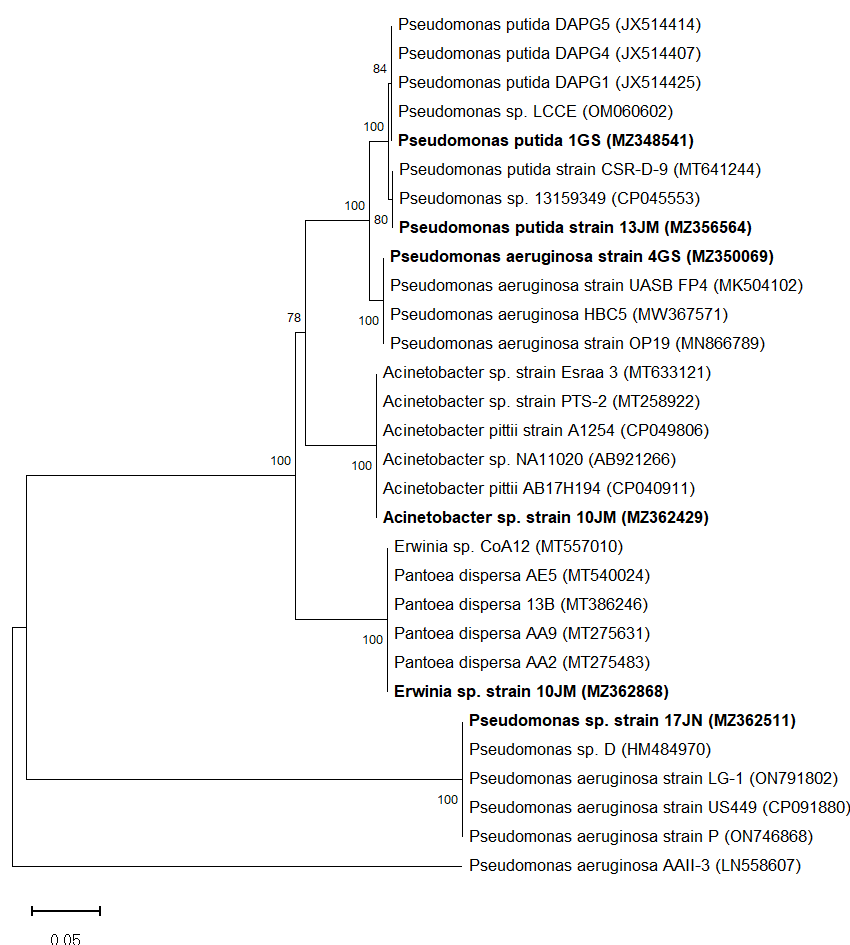 Pseudomonas putida DAPG5 (JX514414)
Pseudomonas putida DAPG4 (JX514407)
84
Pseudomonas putida DAPG1 (JX514425)
Pseudomonas sp. LCCE (OM060602)
100
Pseudomonas putida 1GS (MZ348541)
Pseudomonas putida strain CSR-D-9 (MT641244)
Pseudomonas sp. 13159349 (CP045553)
100
80
Pseudomonas putida strain 13JM (MZ356564)
Pseudomonas aeruginosa strain 4GS (MZ350069)
Pseudomonas aeruginosa strain UASB FP4 (MK504102)
Pseudomonas aeruginosa HBC5 (MW367571)
78
100
Pseudomonas aeruginosa strain OP19 (MN866789)
Acinetobacter sp. strain Esraa 3 (MT633121)
Acinetobacter sp. strain PTS-2 (MT258922)
Acinetobacter pittii strain A1254 (CP049806)
Acinetobacter sp. NA11020 (AB921266)
100
100
Acinetobacter pittii AB17H194 (CP040911)
Acinetobacter sp. strain 10JM (MZ362429)
Erwinia sp. CoA12 (MT557010)
Pantoea dispersa AE5 (MT540024)
Pantoea dispersa 13B (MT386246)
Pantoea dispersa AA9 (MT275631)
100
Pantoea dispersa AA2 (MT275483)
Erwinia sp. strain 10JM (MZ362868)
Pseudomonas sp. strain 17JN (MZ362511)
Pseudomonas sp. D (HM484970)
Pseudomonas aeruginosa strain LG-1 (ON791802)
100
Pseudomonas aeruginosa strain US449 (CP091880)
Pseudomonas aeruginosa strain P (ON746868)
Pseudomonas aeruginosa AAII-3 (LN558607)
0.05